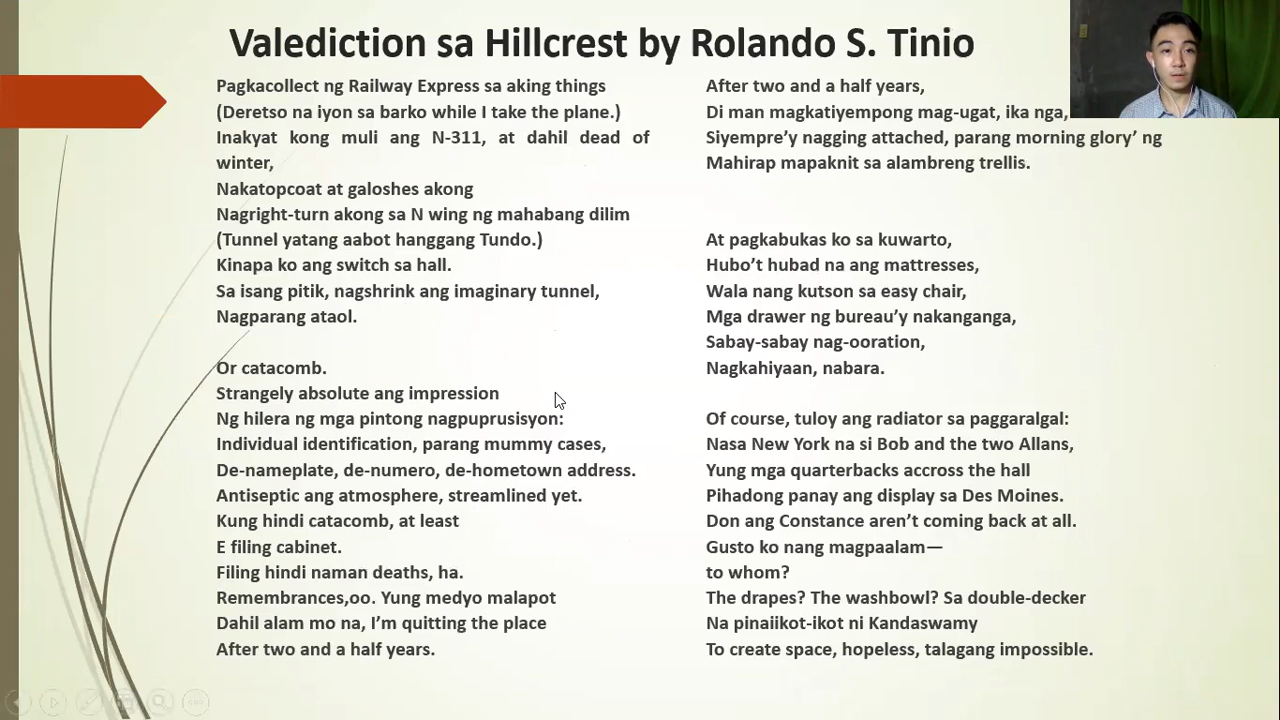 Valediction sa Hillcrest by Rolando S. Tinio
Pagkacollect ng Railway Express sa aking things
(Deretso na iyon sa barko while I take the plane.)
Inakyat kong muli ang N-311, at dahil dead of
winter,
Nakatopcoat at galoshes akong
Nagright-turn akong sa N wing ng mahabang dilim
(Tunnel yatang aabot hanggang Tundo.)
Kinapa ko ang switch sa hall.
Sa isang pitik, nagshrink ang imaginary tunnel,
Nagparang ataol.
Or catacomb.
Strangely absolute ang impression
Ng hilera ng mga pintong nagpuprusisyon:
Individual identification, parang mummy cases,
De-nameplate, de-numero, de-hometown address.
Antiseptic ang atmosphere, streamlined yet.
Kung hindi catacomb, at least
E filing cabinet.
Filing hindi naman deaths, ha.
Remembrances,oo. Yung medyo malapot
Dahil alam mo na, I'm quitting the place
After two and a half years.
After two and a half years,
Di man magkatiyempong mag-ugat, ika nga,
Siyempre'y nagging attached, parang morning glory' ng
Mahirap mapaknit sa alambreng trellis.
At pagkabukas ko sa kuwarto,
Hubo't hubad na ang mattresses,
Wala nang kutson sa easy chair,
Mga drawer ng bureau'y nakanganga,
Sabay-sabay nag-ooration,
Nagkahiyaan, nabara.
Of course, tuloy ang radiator sa paggaralgal:
Nasa New York na si Bob and the two Allans,
Yung mga quarterbacks accross the hall
Pihadong panay ang display sa Des Moines.
Don ang Constance aren't coming back at all.
Gusto ko nang magpaalam—
to whom?
The drapes? The washbowl? Sa double-decker
Na pinaiikot-ikot ni Kandaswamy
To create space, hopeless, talagang impossible.